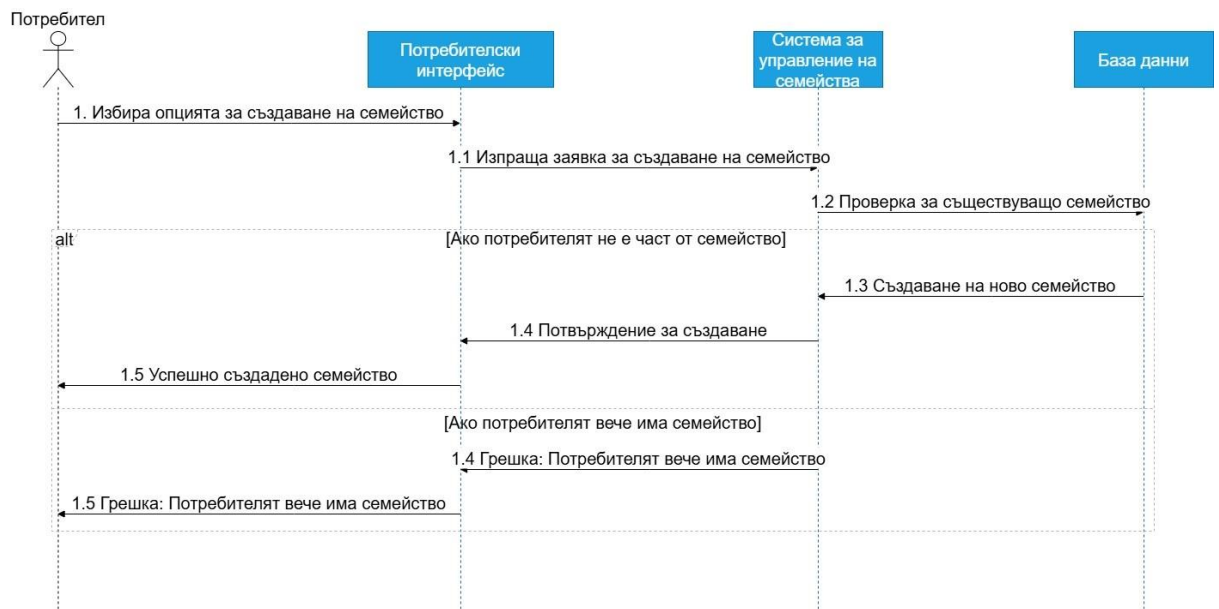 Потребител
Потребителски
интерфейс
Система за
управление на
семейства
База данни
1. Избира опцията за създаване на семейство
1.1 Изпраща заявка за създаване на семейство
1.2 Проверка за съществуващо семейство
alt
[Ако потребителят не е част от семейство]
1.3 Създаване на ново семейство
1.4 Потвърждение за създаване
1.5 Успешно създадено семейство
[Ако потребителят вече има семейство]
1.4 Грешка: Потребителят вече има семейство
1.5 Грешка: Потребителят вече има семейство